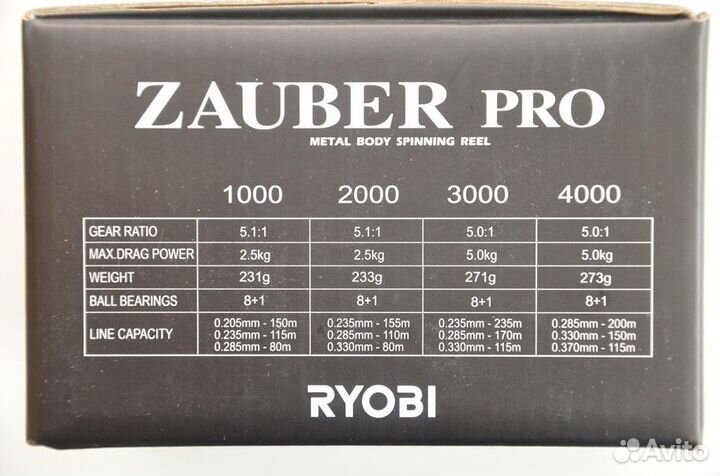 ZAUBER PRO
METAL BODY SPINNING REEL
1000 2000 3000 4000
GEAR RATIO 5.1:1 5.1:1 5.0:1 5.0:1
MAX.DRAG POWER 2.5kg 2.5kg 5.0kg 5.0kg
WEIGHT 231g 233g 271g 273g
BALL BEARINGS 8+1 8+1 8+1 8+1
LINE CAPACITY
0.205mm - 150m 0.235mm - 155m 0.235mm - 235m 0.285mm - 200m
0.235mm - 115m 0.285mm - 110m 0.285mm - 170m 0.330mm - 150m
0.285mm - 80m 0.330mm - 80m 0.330mm - 115m 0.370mm - 115m
RYOBI
Avito